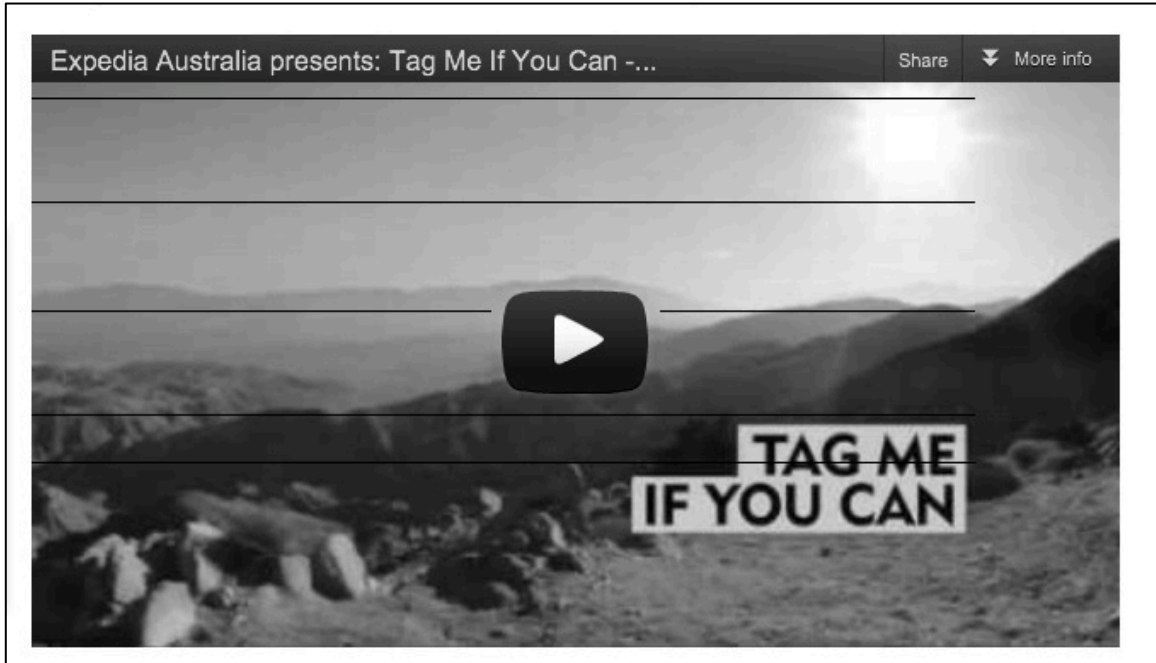 Expedia Australia presents: Tag Me If You Can -...
Share
More info
TAG ME
IF YOU CAN